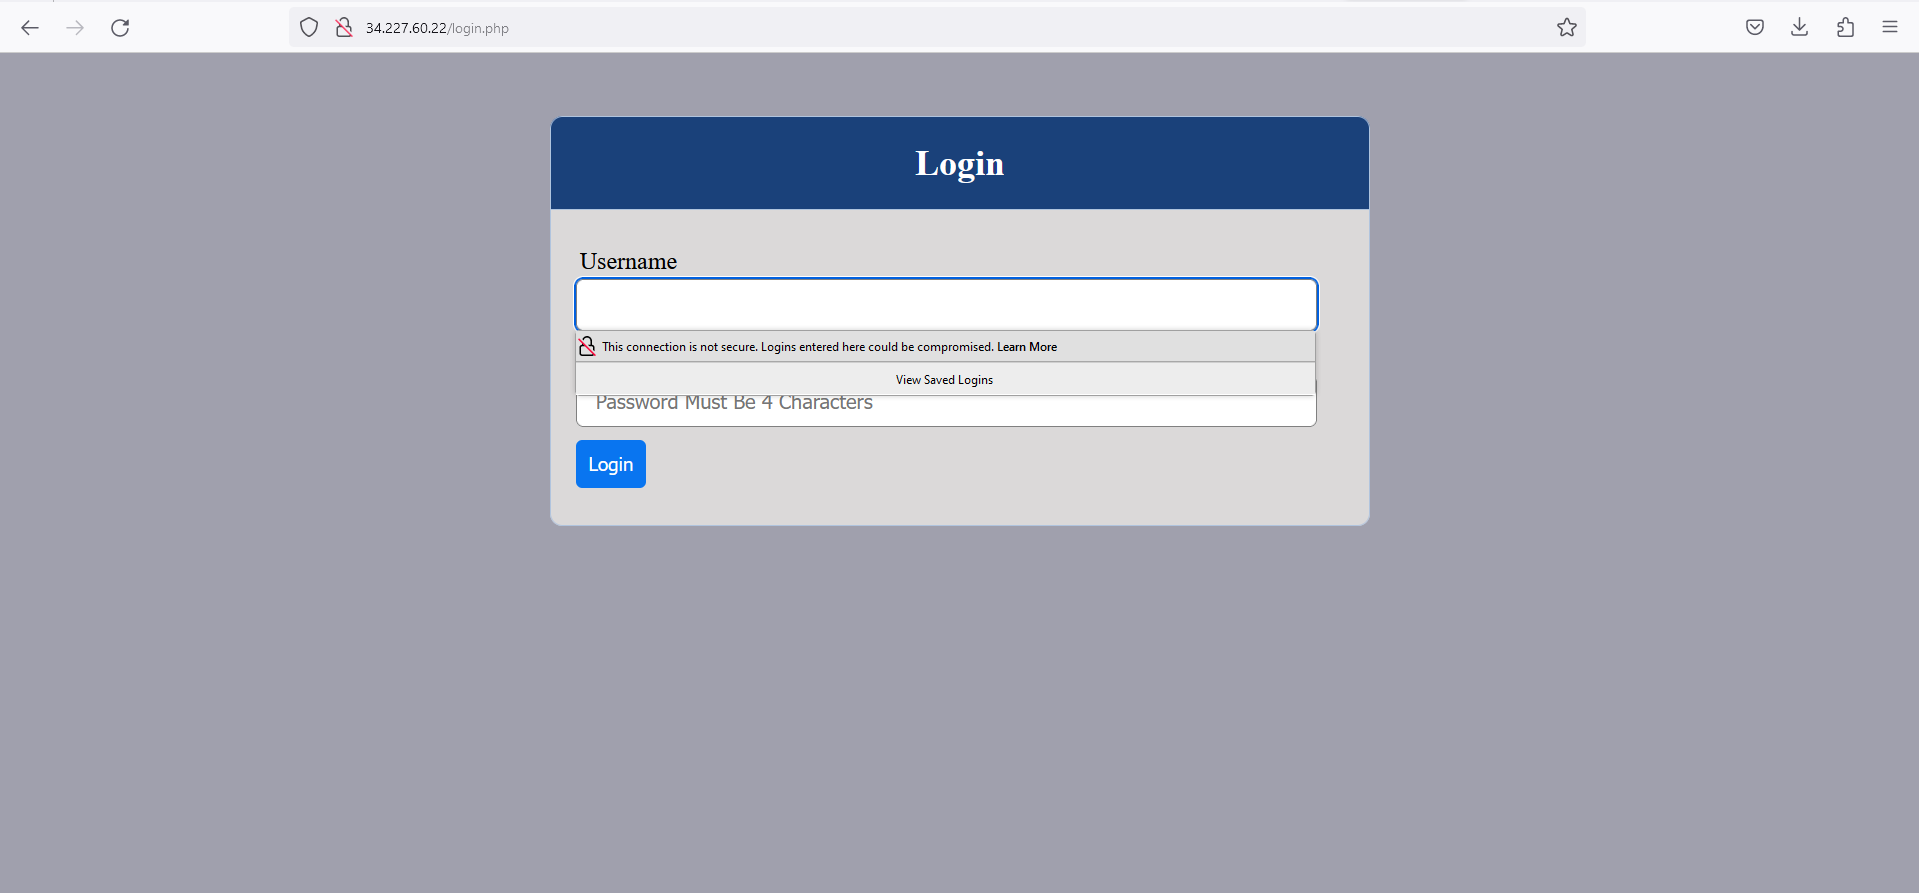 34.227.60.22/login.php
Login
Username
This connection is not secure. Logins entered here could be compromised. Learn More
View Saved Logins
Password Must Be 4 Characters
Login